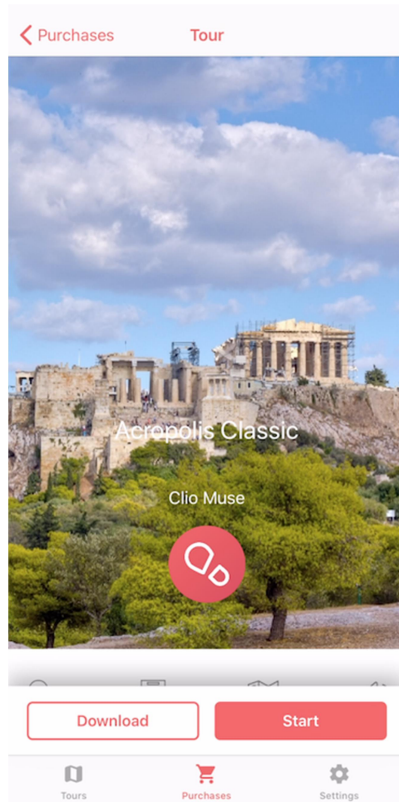 Purchases
Tour
Acropolis Classic
Clio Muse
Download
Start
Tours
Purchases
Settings